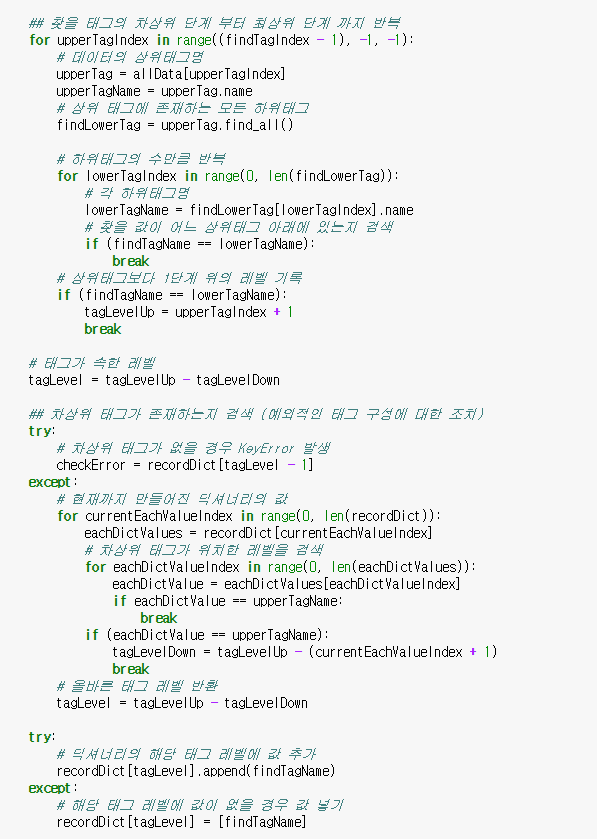 ## 찾을 태그의 차상위 단계 부터 최상위 단계 까지 반복
for upperTagIndex in range((findTagIndex - 1), -1, -1):
    # 데이터의 상위태그명
    upperTag = allData[upperTagIndex]
    upperTagName = upperTag.name
    # 상위 태그에 존재하는 모든 하위태그
    findLowerTag = upperTag.find_all()

    # 하위태그의 수만큼 반복
    for lowerTagIndex in range(0, len(findLowerTag)):
        # 각 하위태그명
        lowerTagName = findLowerTag[lowerTagIndex].name
        # 찾을 값이 어느 상위태그 아래에 있는지 검색
        if (findTagName == lowerTagName):
            break
    # 상위태그보다 1단계 위의 레벨 기록
    if (findTagName == lowerTagName):
        tagLevelUp = upperTagIndex + 1
        break

# 태그가 속한 레벨
tagLevel = tagLevelUp - tagLevelDown

## 차상위 태그가 존재하는지 검색 (예외적인 태그 구성에 대한 조치)
try:
    # 차상위 태그가 없을 경우 KeyError 발생
    checkError = recordDict[tagLevel - 1]
except:
    # 현재까지 만들어진 딕셔너리의 값
    for currentEachValueIndex in range(0, len(recordDict)):
        eachDictValues = recordDict[currentEachValueIndex]
        # 차상위 태그가 위치한 레벨을 검색
        for eachDictValueIndex in range(0, len(eachDictValues)):
            eachDictValue = eachDictValues[eachDictValueIndex]
            if eachDictValue == upperTagName:
                break
        if (eachDictValue == upperTagName):
            tagLevelDown = tagLevelUp - (currentEachValueIndex + 1)
            break
    # 올바른 태그 레벨 반환
    tagLevel = tagLevelUp - tagLevelDown

try:
    # 딕셔너리의 해당 태그 레벨에 값 추가
    recordDict[tagLevel].append(findTagName)
except:
    # 해당 태그 레벨에 값이 없을 경우 값 넣기
    recordDict[tagLevel] = [findTagName]